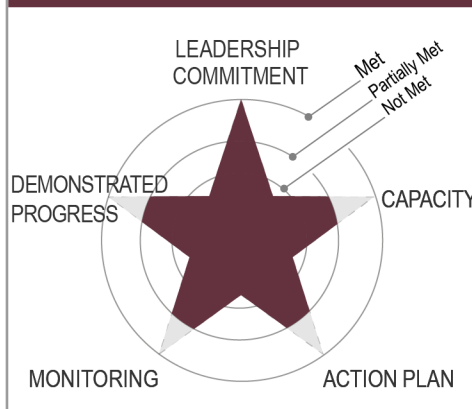 LEADERSHIP
COMMITMENT
Met
Partially Met
Not Met
DEMONSTRATED
PROGRESS
CAPACITY
MONITORING
ACTION PLAN